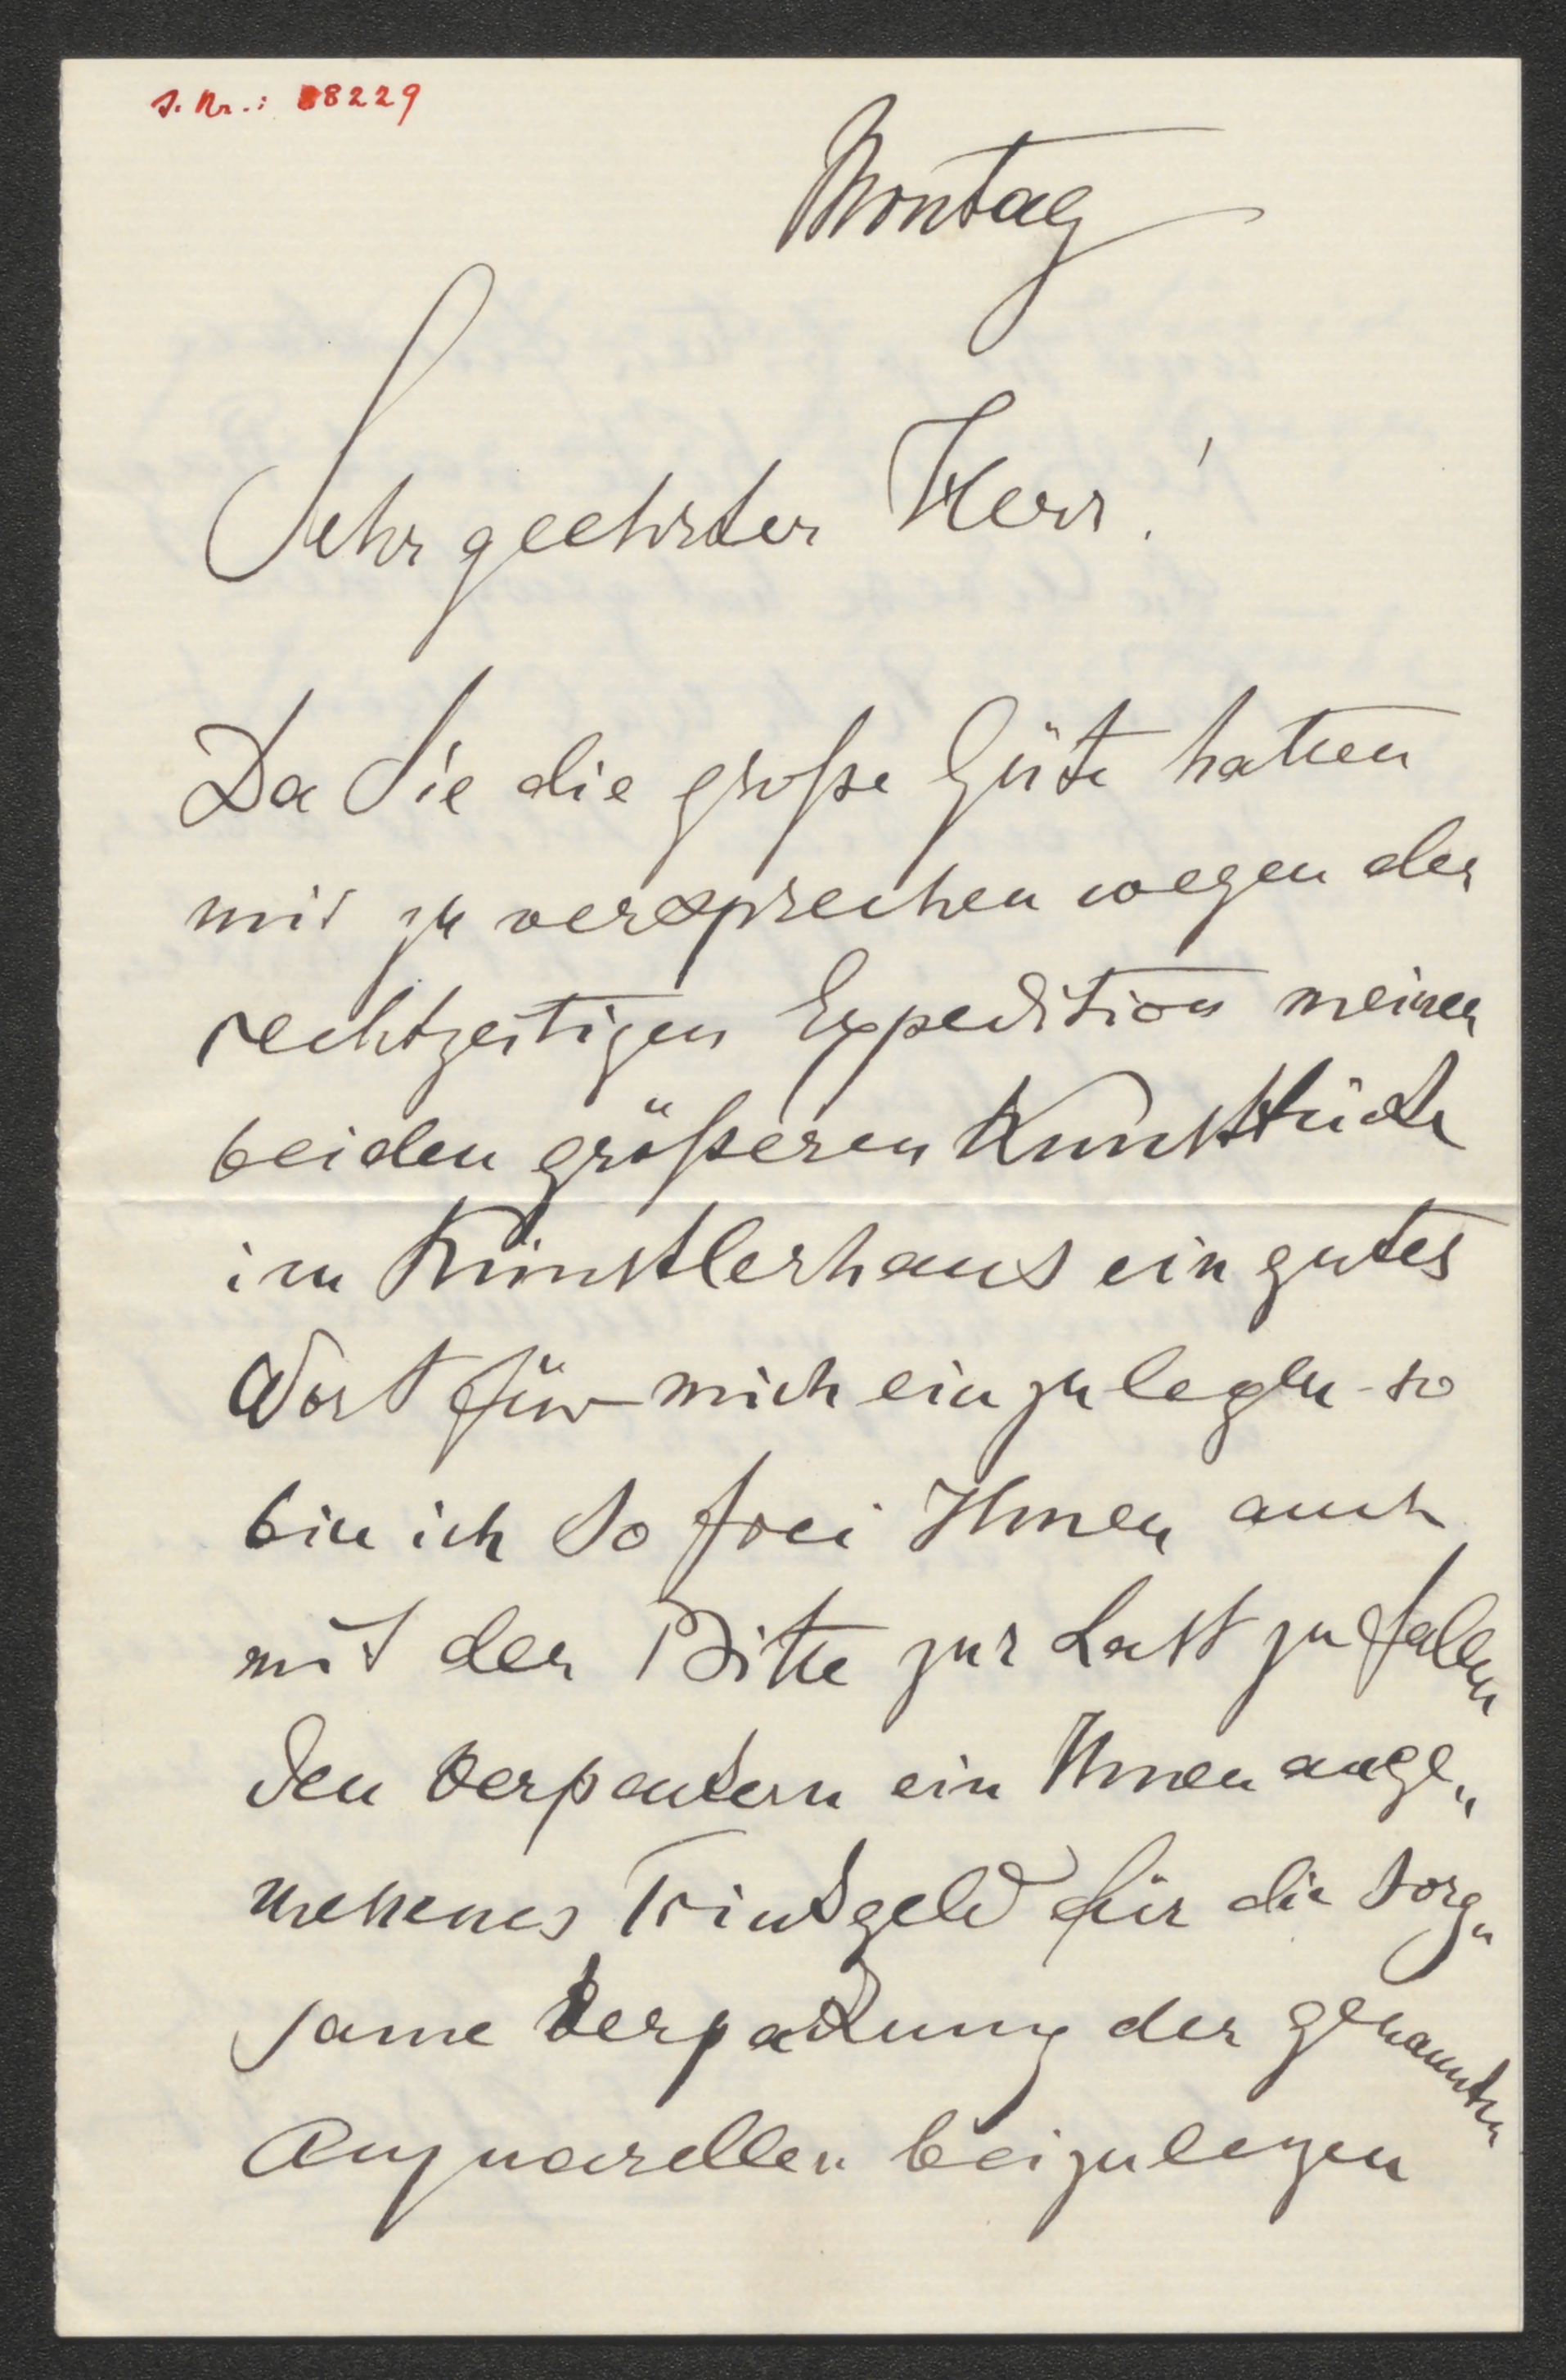 J. Nr.: 88229
Montag
Sehr geehrter Herr!
Da Sie die große Güte hatten
mir zu versprechen wegen der
rechtzeitigen Expedition meiner
beiden größeren Kunststücke
im Künstlerhaus ein gutes
Wort für mich einzulegen - so
bin ich so frei Ihnen auch
mit der Bitte zur Last zu fallen
den Verpackern ein Ihnen ange„
nehmenes Trinkgeld für die sorg„
same Verpackung der genannten
Aquarellen beizulegen